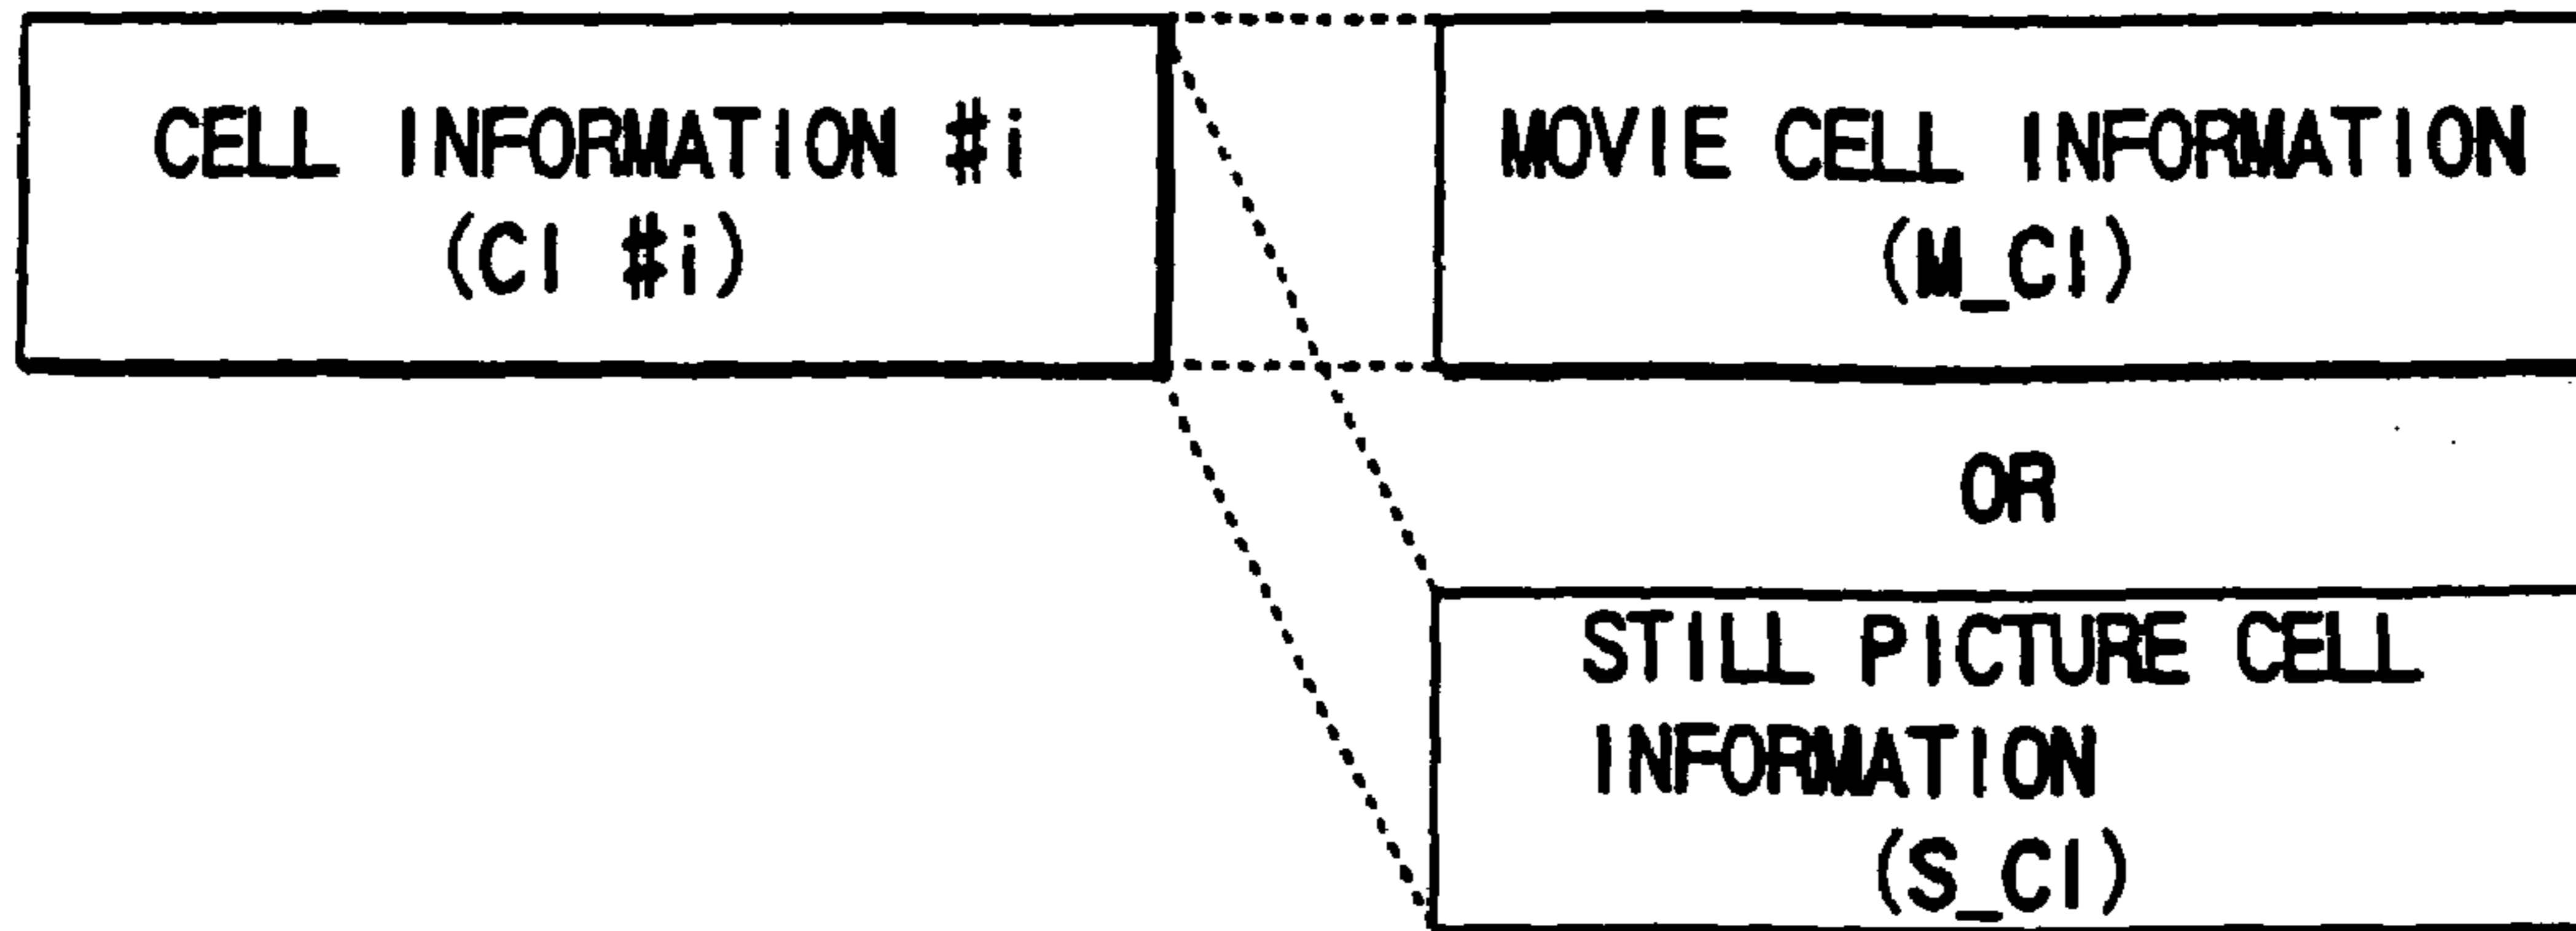 CELL INFORMATION #i
(CI #i)
MOVIE CELL INFORMATION
(M_CI)
OR
STILL PICTURE CELL
INFORMATION
(S_CI)